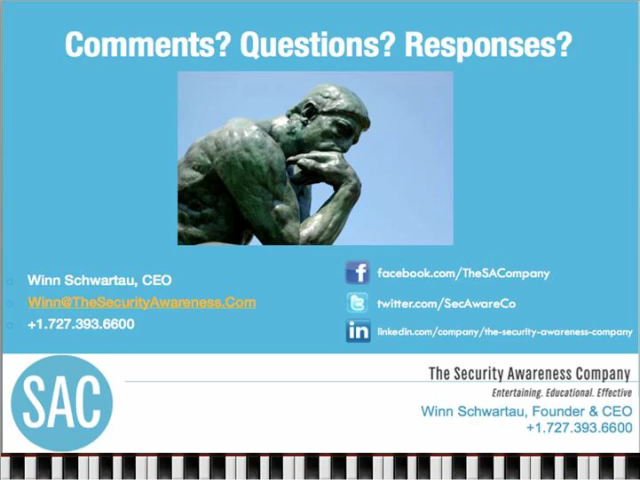 Comments? Questions? Responses?
Winn Schwartau, CEO
Winn@TheSecurityAwareness.Com
+1.727.393.6600
facebook.com/TheSACompany
twitter.com/SecAwareCo
linkedin.com/company/the-security-awareness-company
SAC
The Security Awareness Company
Entertaining. Educational. Effective
Winn Schwartau, Founder & CEO
+1.727.393.6600